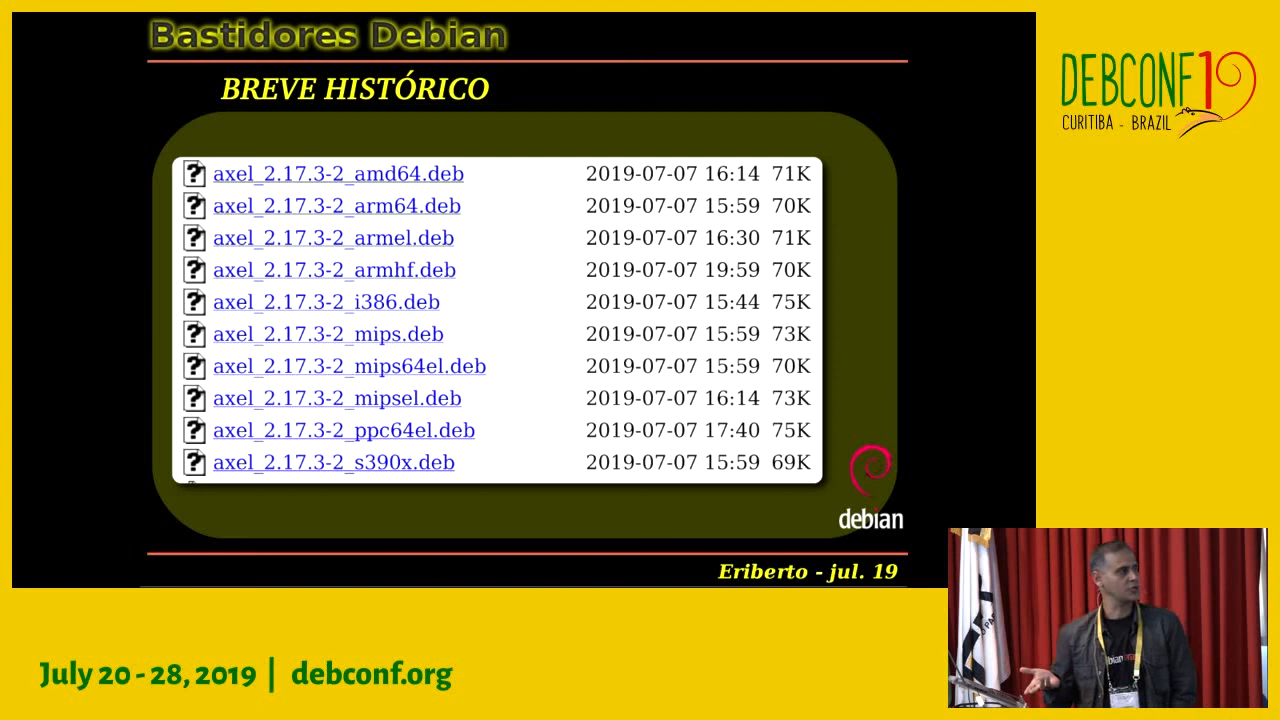 Bastidores Debian
BREVE HISTÓRICO
axel_2.17.3-2_amd64.deb 2019-07-07 16:14 71K
axel_2.17.3-2_arm64.deb 2019-07-07 15:59 70K
axel_2.17.3-2_armel.deb 2019-07-07 16:30 71K
axel_2.17.3-2_armhf.deb 2019-07-07 19:59 70K
axel_2.17.3-2_i386.deb 2019-07-07 15:44 75K
axel_2.17.3-2_mips.deb 2019-07-07 15:59 73K
axel_2.17.3-2_mips64el.deb 2019-07-07 15:59 70K
axel_2.17.3-2_mipsel.deb 2019-07-07 16:14 73K
axel_2.17.3-2_ppc64el.deb 2019-07-07 17:40 75K
axel_2.17.3-2_s390x.deb 2019-07-07 15:59 69K
debian
Eriberto - jul. 19
DEBCONF19
CURITIBA - BRAZIL
July 20 - 28, 2019 | debconf.org